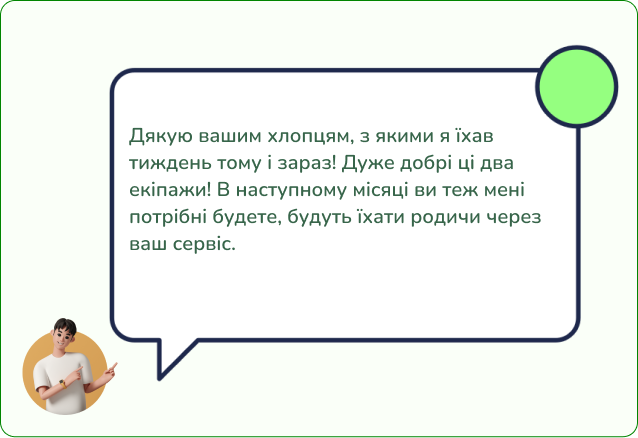 Дякую вашим хлопцям, з якими я їхав
тиждень тому і зараз! Дуже добрі ці два
екіпажи! В наступному місяці ви теж мені
потрібні будете, будуть їхати родичи через
ваш сервіс.